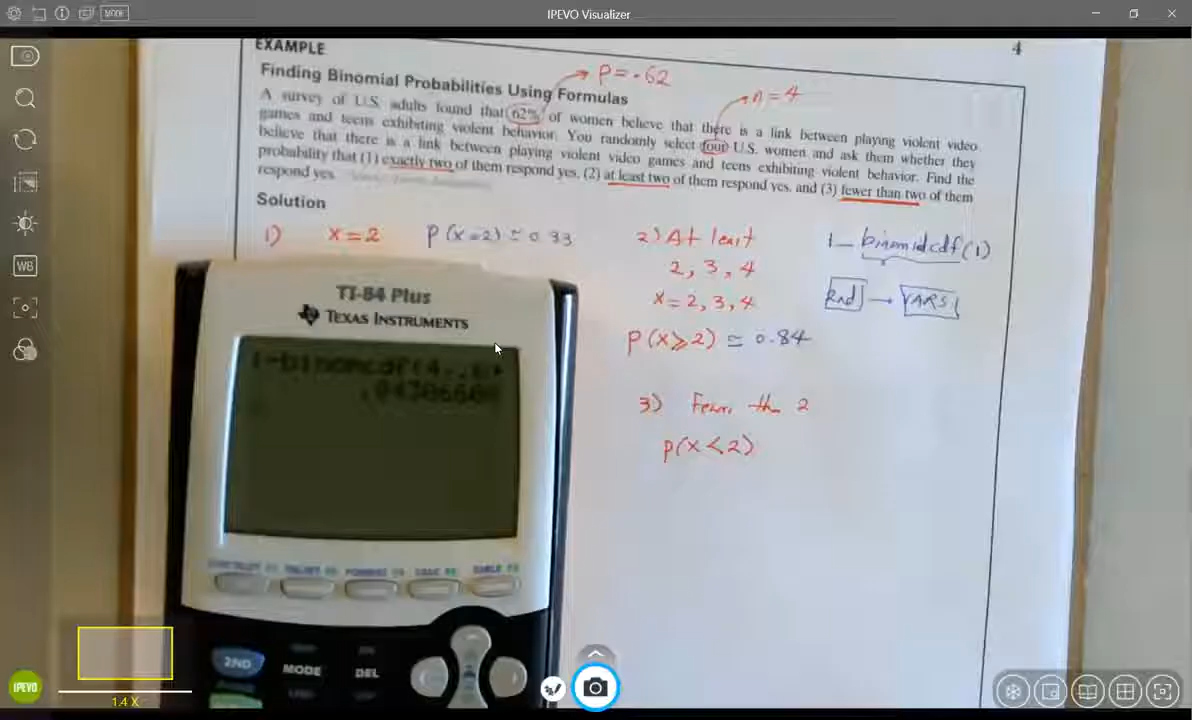 MODE
IPEVO Visualizer
4
EXAMPLE
Finding Binomial Probabilities Using Formulas
P = .62
n = 4
A survey of U.S. adults found that 62% of women believe that there is a link between playing violent video
games and teens exhibiting violent behavior. You randomly select four U.S. women and ask them whether they
believe that there is a link between playing violent video games and teens exhibiting violent behavior. Find the
probability that (1) exactly two of them respond yes, (2) at least two of them respond yes, and (3) fewer than two of them
respond yes.
Solution
1) x = 2 P(x=2) ≃ 0.33
2) At least
2, 3, 4
x = 2, 3, 4
P(x⩾2) ≃ 0.84
1 – binomialcdf(1)
2nd → VARS
3) Fewer than 2
P(x<2)
TI-84 Plus
TEXAS INSTRUMENTS
1-binomcdf(4,.6
2ND
MODE
DEL
WB
IPEVO
1.4 X